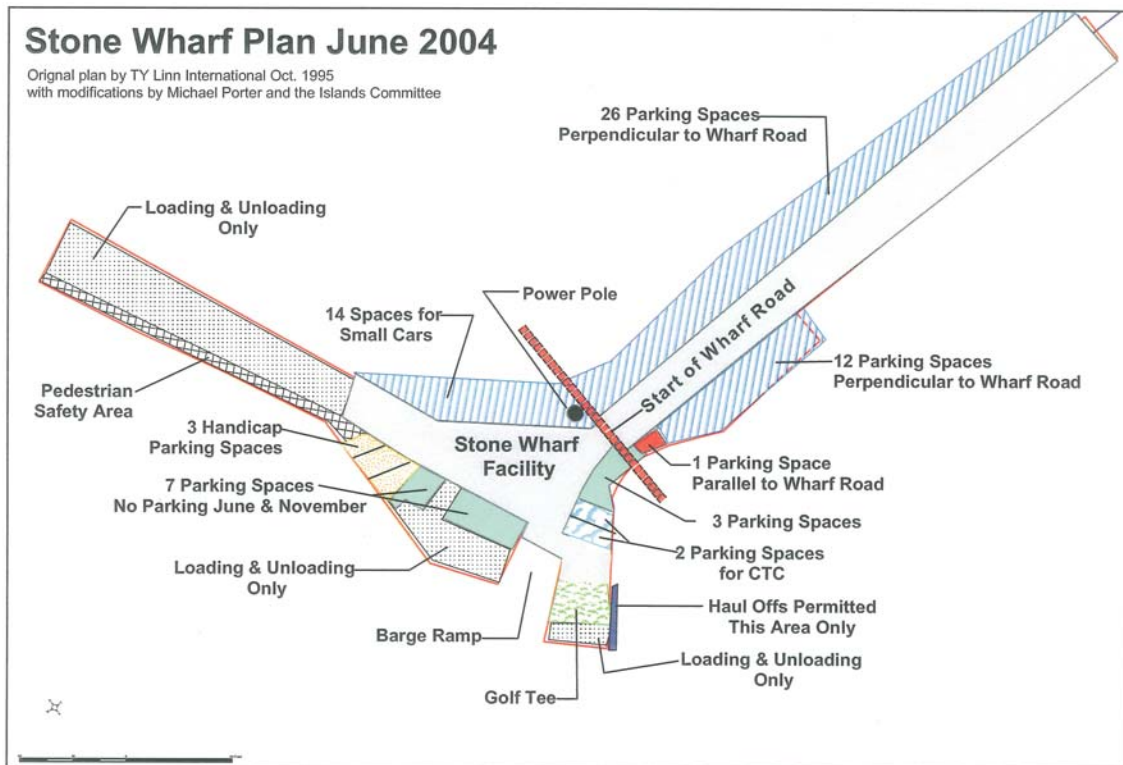 Stone Wharf Plan June 2004
Orignal plan by TY Linn International Oct. 1995
with modifications by Michael Porter and the Islands Committee
26 Parking Spaces
Perpendicular to Wharf Road
Loading & Unloading
Only
Power Pole
14 Spaces for
Small Cars
Start of Wharf Road
12 Parking Spaces
Perpendicular to Wharf Road
Pedestrian
Safety Area
3 Handicap
Parking Spaces
Stone Wharf
Facility
1 Parking Space
Parallel to Wharf Road
7 Parking Spaces
No Parking June & November
3 Parking Spaces
2 Parking Spaces
for CTC
Loading & Unloading
Only
Haul Offs Permitted
This Area Only
Barge Ramp
Loading & Unloading
Only
Golf Tee